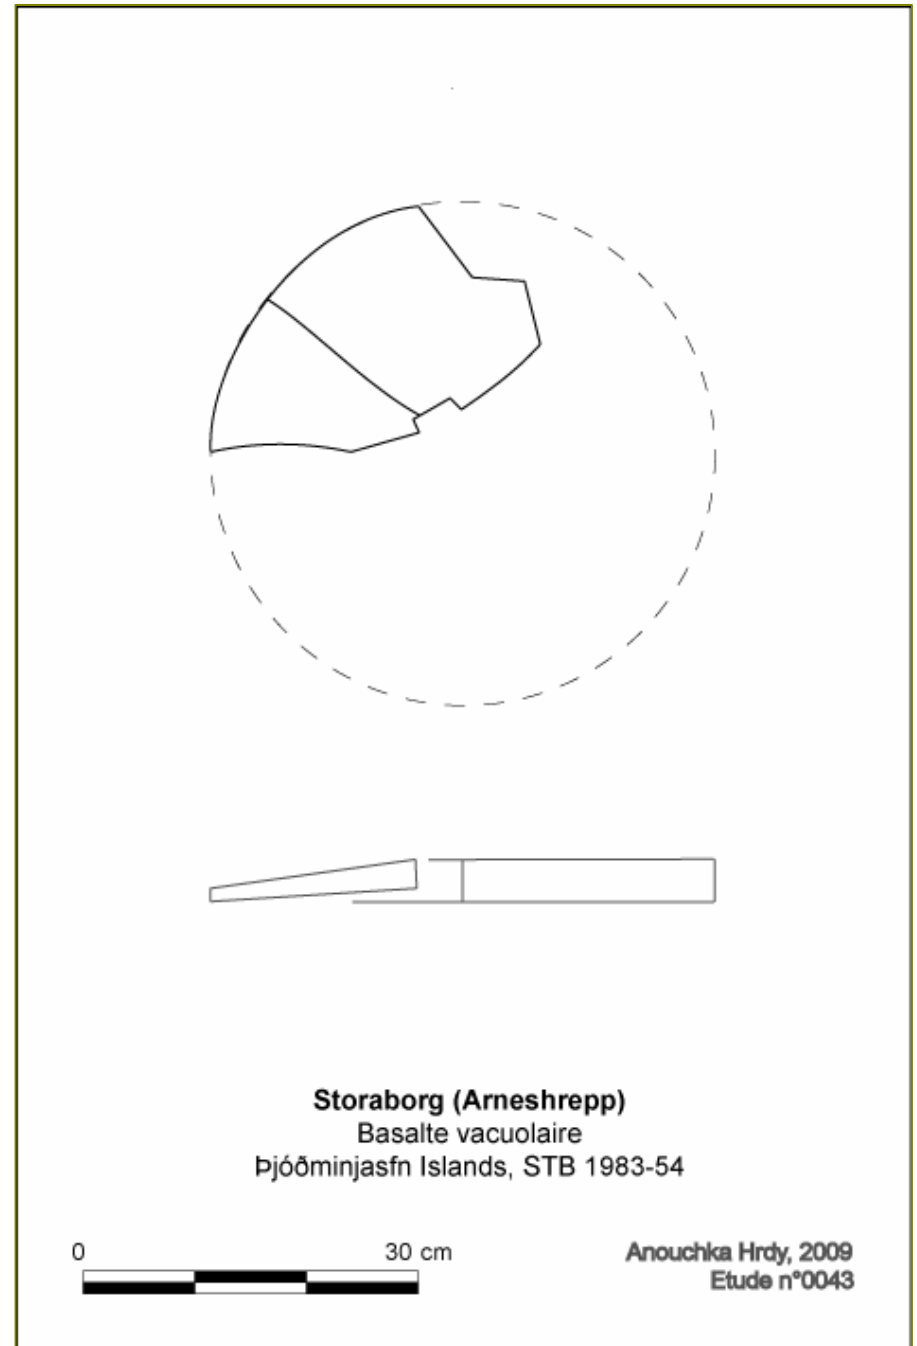 Storaborg (Arneshrepp)
Basalte vacuolaire
Þjóðminjasfn Islands, STB 1983-54
0 30 cm
Anouchka Hrdy, 2009
Etude n°0043